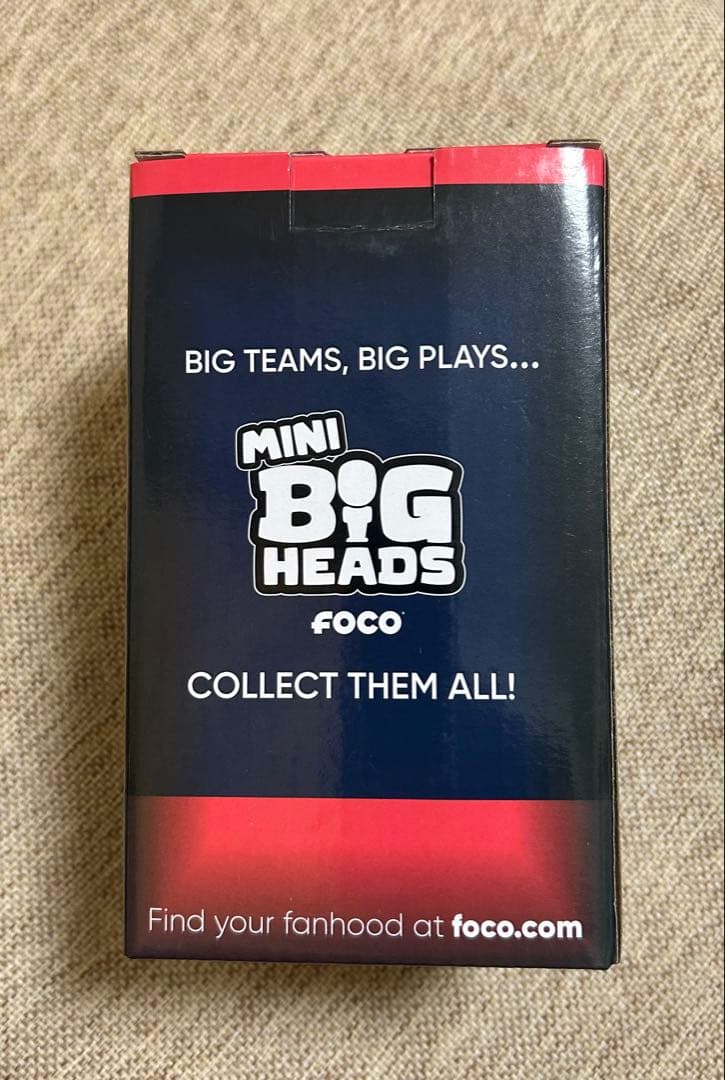 BIG TEAMS, BIG PLAYS...
MINI
BIG
HEADS
FOCO
COLLECT THEM ALL!
Find your fanhood at foco.com